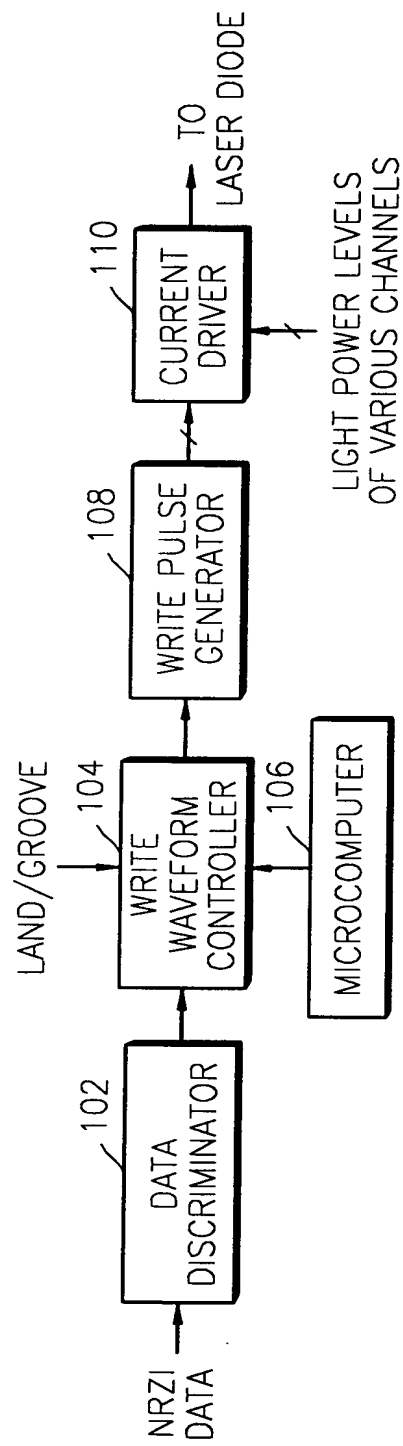 NRZI
DATA
102
DATA
DISCRIMINATOR
LAND/GROOVE
104
WRITE
WAVEFORM
CONTROLLER
106
MICROCOMPUTER
108
WRITE PULSE
GENERATOR
110
CURRENT
DRIVER
TO
LASER DIODE
LIGHT POWER LEVELS
OF VARIOUS CHANNELS